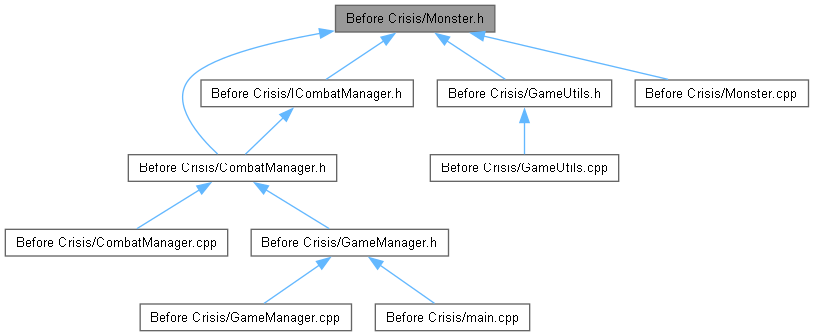 Before Crisis/Monster.h
Before Crisis/ICombatManager.h
Before Crisis/GameUtils.h
Before Crisis/Monster.cpp
Before Crisis/CombatManager.h
Before Crisis/GameUtils.cpp
Before Crisis/CombatManager.cpp
Before Crisis/GameManager.h
Before Crisis/GameManager.cpp
Before Crisis/main.cpp